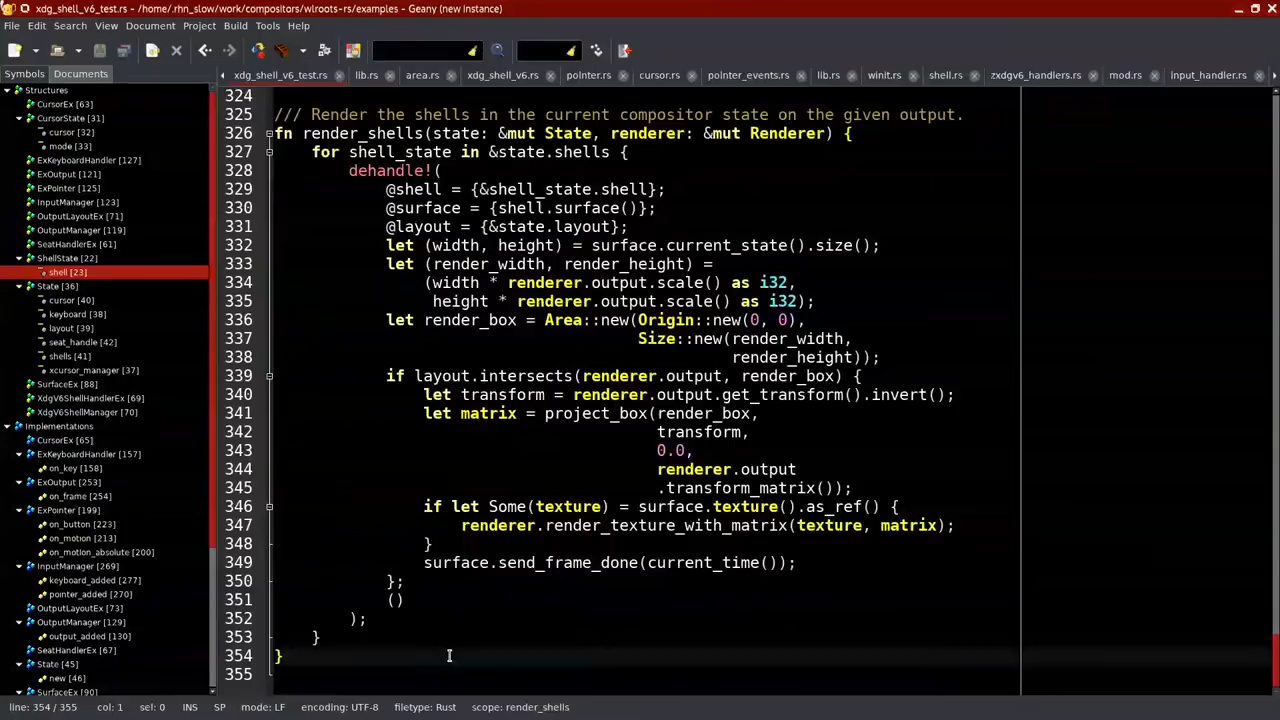 xdg_shell_v6_test.rs - /home/.rhn_slow/work/compositors/wlroots-rs/examples - Geany (new instance)
File Edit Search View Document Project Build Tools Help
Symbols Documents
xdg_shell_v6_test.rs lib.rs area.rs xdg_shell_v6.rs pointer.rs cursor.rs pointer_events.rs lib.rs winit.rs shell.rs zxdgv6_handlers.rs mod.rs input_handler.rs
Structures
CursorEx [63]
CursorState [31]
cursor [32]
mode [33]
ExKeyboardHandler [127]
ExOutput [121]
ExPointer [125]
InputManager [123]
OutputLayoutEx [71]
OutputManager [119]
SeatHandlerEx [61]
ShellState [22]
shell [23]
State [36]
cursor [40]
keyboard [38]
layout [39]
seat_handle [42]
shells [41]
xcursor_manager [37]
SurfaceEx [88]
XdgV6ShellHandlerEx [69]
XdgV6ShellManager [70]
Implementations
CursorEx [65]
ExKeyboardHandler [157]
on_key [158]
ExOutput [253]
on_frame [254]
ExPointer [199]
on_button [223]
on_motion [213]
on_motion_absolute [200]
InputManager [269]
keyboard_added [277]
pointer_added [270]
OutputLayoutEx [73]
OutputManager [129]
output_added [130]
SeatHandlerEx [67]
State [45]
new [46]
SurfaceEx [90]
324
325 /// Render the shells in the current compositor state on the given output.
326 fn render_shells(state: &mut State, renderer: &mut Renderer) {
327     for shell_state in &state.shells {
328         dehandle!(
329             @shell = {&shell_state.shell};
330             @surface = {shell.surface()};
331             @layout = {&state.layout};
332             let (width, height) = surface.current_state().size();
333             let (render_width, render_height) =
334                 (width * renderer.output.scale() as i32,
335                  height * renderer.output.scale() as i32);
336             let render_box = Area::new(Origin::new(0, 0),
337                                        Size::new(render_width,
338                                                  render_height));
339             if layout.intersects(renderer.output, render_box) {
340                 let transform = renderer.output.get_transform().invert();
341                 let matrix = project_box(render_box,
342                                          transform,
343                                          0.0,
344                                          renderer.output
345                                          .transform_matrix());
346                 if let Some(texture) = surface.texture().as_ref() {
347                     renderer.render_texture_with_matrix(texture, matrix);
348                 }
349                 surface.send_frame_done(current_time());
350             };
351             ()
352         );
353     }
354 }
355
line: 354 / 355 col: 1 sel: 0 INS SP mode: LF encoding: UTF-8 filetype: Rust scope: render_shells